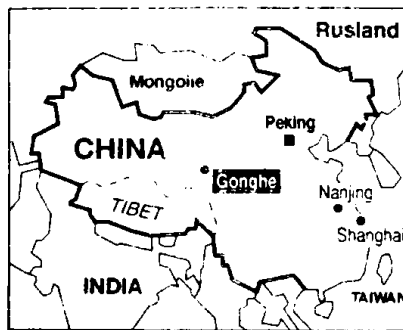 Rusland
Mongolie
Peking
CHINA
Gonghe
TIBET
Nanjing
Shanghai
INDIA
TAIWAN